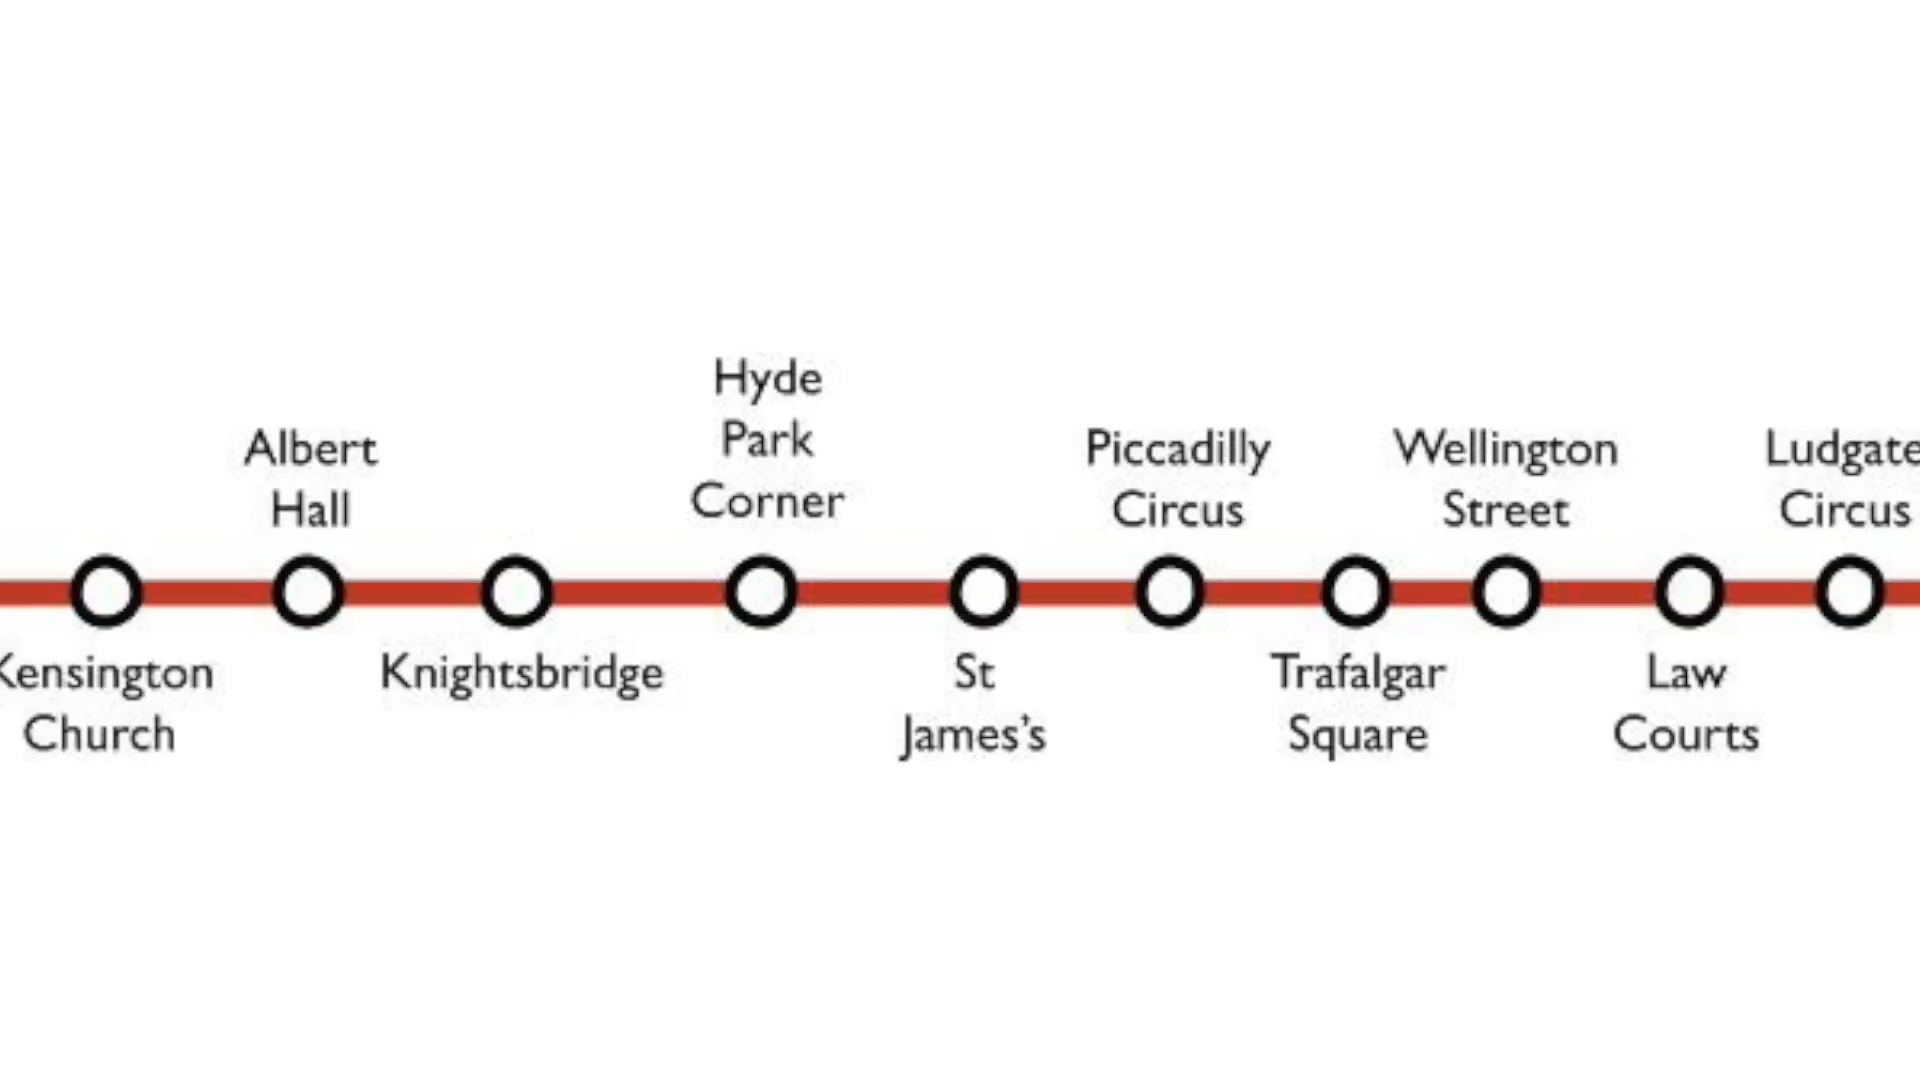 Kensington
Church
Albert
Hall
Knightsbridge
Hyde
Park
Corner
St
James’s
Piccadilly
Circus
Trafalgar
Square
Wellington
Street
Law
Courts
Ludgate
Circus